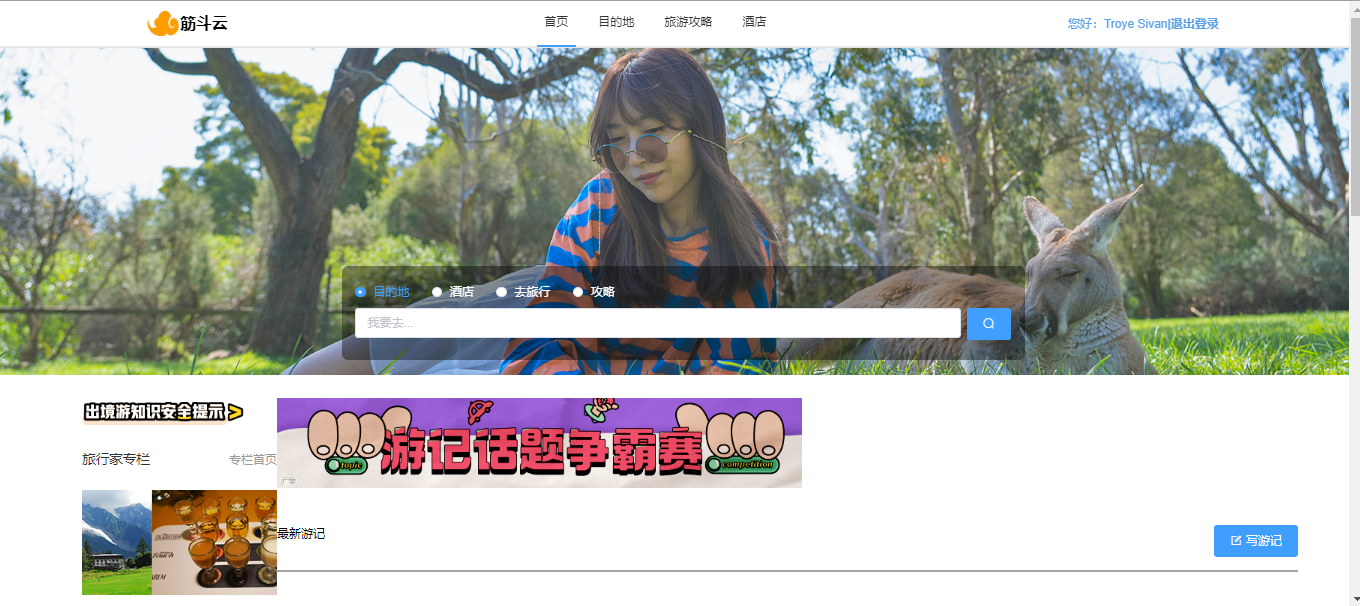 筋斗云
首页 目的地 旅游攻略 酒店
您好：Troye Sivan|退出登录
目的地 酒店 去旅行 攻略
我要去...
出境游知识安全提示 >
旅行家专栏 专栏首页
游记话题争霸赛
topic
competition
广告
最新游记
写游记